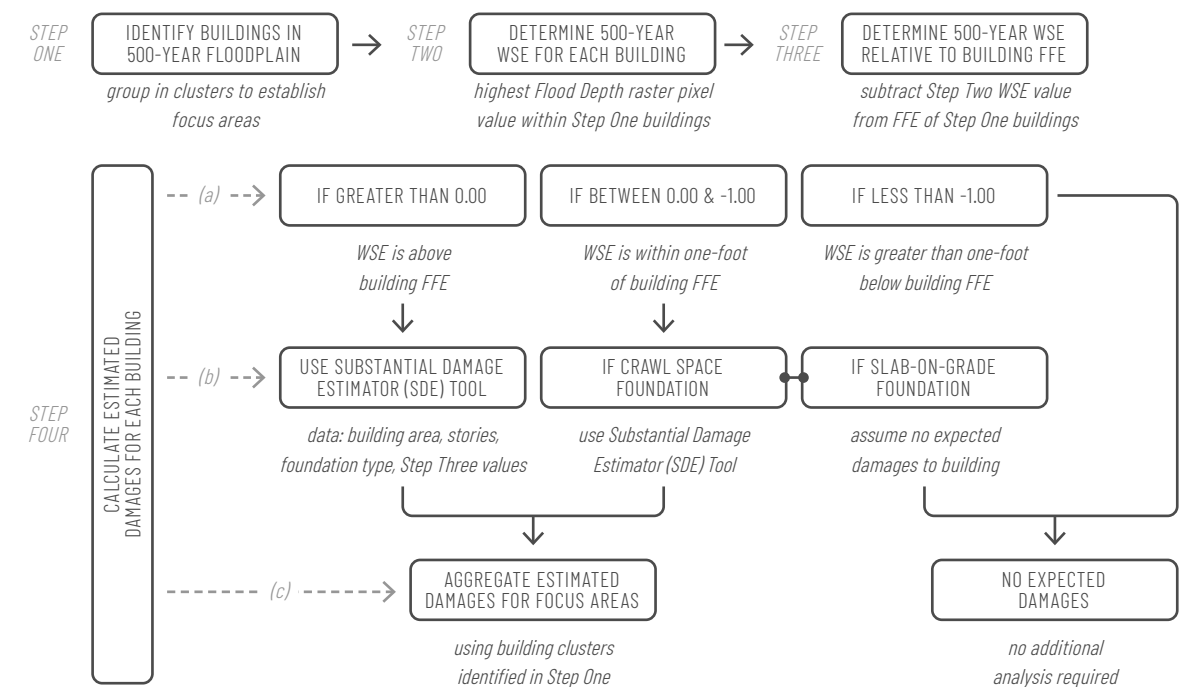 STEP
ONE
IDENTIFY BUILDINGS IN
500-YEAR FLOODPLAIN
group in clusters to establish
focus areas
STEP
TWO
DETERMINE 500-YEAR
WSE FOR EACH BUILDING
highest Flood Depth raster pixel
value within Step One buildings
STEP
THREE
DETERMINE 500-YEAR WSE
RELATIVE TO BUILDING FFE
subtract Step Two WSE value
from FFE of Step One buildings
STEP
FOUR
CALCULATE ESTIMATED
DAMAGES FOR EACH BUILDING
(a)
IF GREATER THAN 0.00
WSE is above
building FFE
IF BETWEEN 0.00 & -1.00
WSE is within one-foot
of building FFE
IF LESS THAN -1.00
WSE is greater than one-foot
below building FFE
(b)
USE SUBSTANTIAL DAMAGE
ESTIMATOR (SDE) TOOL
data: building area, stories,
foundation type, Step Three values
IF CRAWL SPACE
FOUNDATION
use Substantial Damage
Estimator (SDE) Tool
IF SLAB-ON-GRADE
FOUNDATION
assume no expected
damages to building
(c)
AGGREGATE ESTIMATED
DAMAGES FOR FOCUS AREAS
using building clusters
identified in Step One
NO EXPECTED
DAMAGES
no additional
analysis required